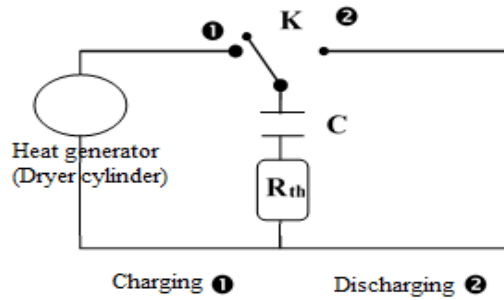 ❶ K ❷
C
Heat generator
(Dryer cylinder)
Rth
Charging ❶ Discharging ❷